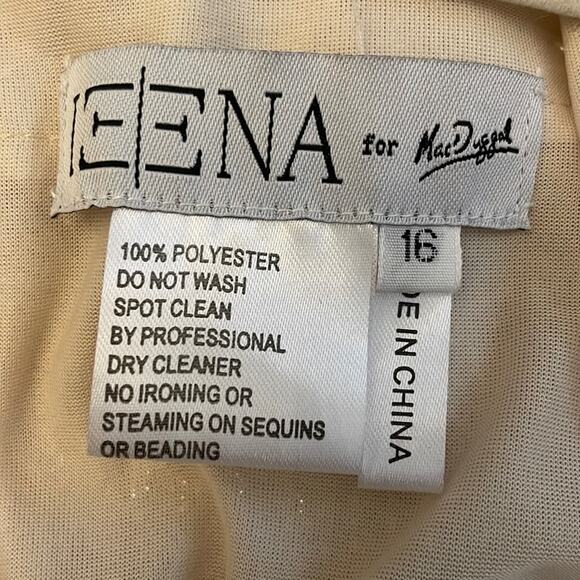 IEENA for Mac Duggal
16
100% POLYESTER
DO NOT WASH
SPOT CLEAN
BY PROFESSIONAL
DRY CLEANER
NO IRONING OR
STEAMING ON SEQUINS
OR BEADING
DE IN CHINA